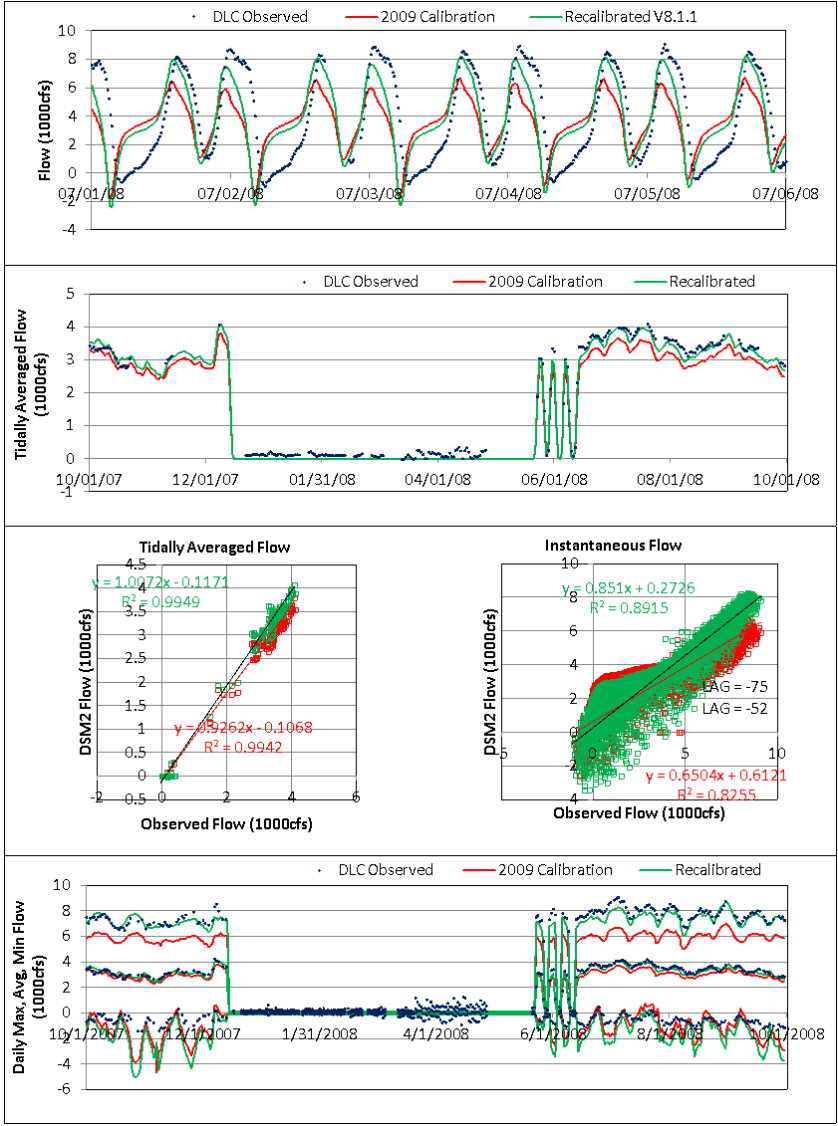 DLC Observed 2009 Calibration Recalibrated V8.1.1
Flow (1000cfs)
10
8
6
4
2
0
-2
-4
07/01/08 07/02/08 07/03/08 07/04/08 07/05/08 07/06/08
DLC Observed 2009 Calibration Recalibrated
Tidally Averaged Flow
(1000cfs)
5
4
3
2
1
0
-1
10/01/07 12/01/07 01/31/08 04/01/08 06/01/08 08/01/08 10/01/08
Tidally Averaged Flow
DSM2 Flow (1000cfs)
4.5
4
3.5
3
2.5
2
1.5
1
0.5
0
0.5
y = 1.0072x - 0.1171
R² = 0.9949
y = 0.9262x - 0.1068
R² = 0.9942
-2 0 2 4 6
Observed Flow (1000cfs)
Instantaneous Flow
DSM2 Flow (1000cfs)
10
8
6
4
2
0
-2
4
y = 0.851x + 0.2726
R² = 0.8915
LAG = -75
LAG = -52
y = 0.6504x + 0.6121
R² = 0.8255
5 0 5 10
Observed Flow (1000cfs)
DLC Observed 2009 Calibration Recalibrated
Daily Max, Avg, Min Flow
(1000cfs)
10
8
6
4
2
0
-2
-4
-6
10/1/2007 12/1/2007 1/31/2008 4/1/2008 6/1/2008 8/1/2008 10/1/2008